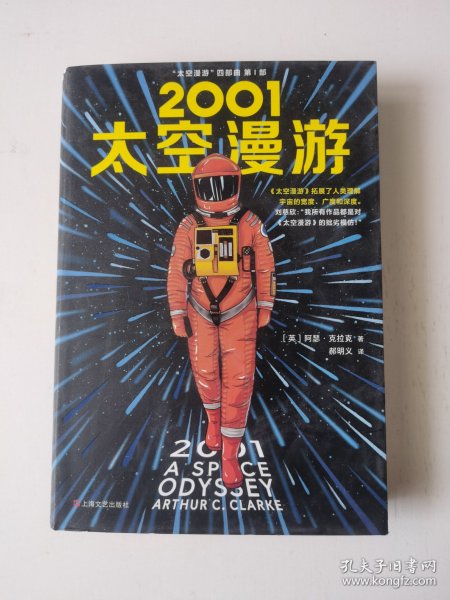 “太空漫游”四部曲 第1部
2001
太空漫游
《太空漫游》拓展了人类理解
宇宙的宽度、广度和深度。
刘慈欣：“我所有作品都是对
《太空漫游》的拙劣模仿！”
[英] 阿瑟·克拉克 著
郝明义 译
2001
A SPACE
ODYSSEY
ARTHUR C. CLARKE
上海文艺出版社
孔夫子旧书网
www.kongfz.com